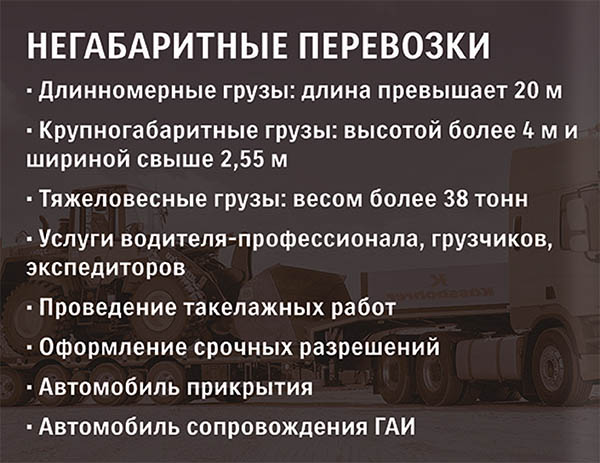 НЕГАБАРИТНЫЕ ПЕРЕВОЗКИ
· Длинномерные грузы: длина превышает 20 м
· Крупногабаритные грузы: высотой более 4 м и
шириной свыше 2,55 м
· Тяжеловесные грузы: весом более 38 тонн
· Услуги водителя-профессионала, грузчиков,
экспедиторов
· Проведение такелажных работ
· Оформление срочных разрешений
· Автомобиль прикрытия
· Автомобиль сопровождения ГАИ